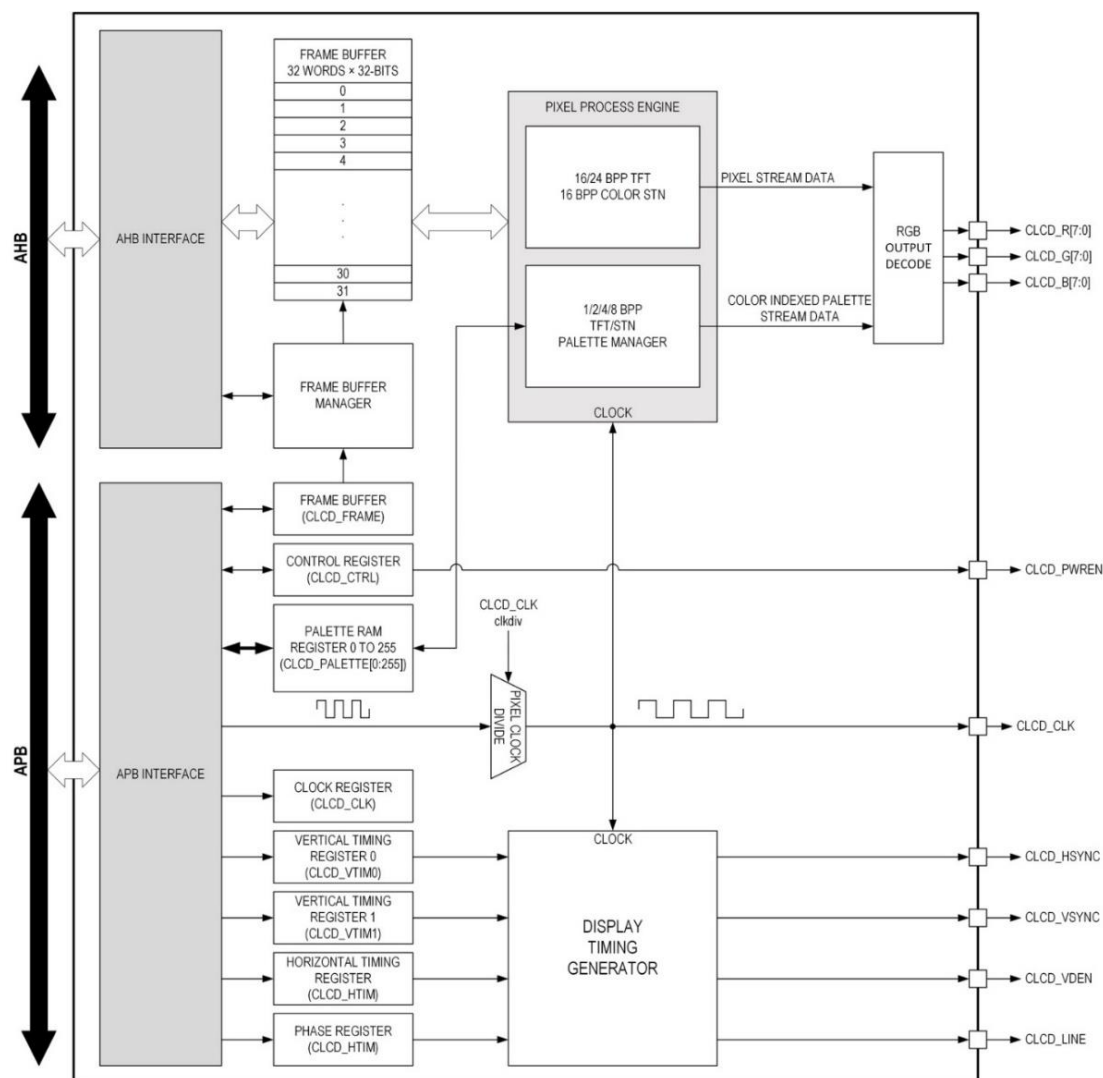 FRAME BUFFER
32 WORDS × 32-BITS
0
1
2
3
4
.
.
.
30
31
AHB
AHB INTERFACE
FRAME BUFFER
MANAGER
PIXEL PROCESS ENGINE
16/24 BPP TFT
16 BPP COLOR STN
1/2/4/8 BPP
TFT/STN
PALETTE MANAGER
CLOCK
PIXEL STREAM DATA
COLOR INDEXED PALETTE
STREAM DATA
RGB
OUTPUT
DECODE
CLCD_R[7:0]
CLCD_G[7:0]
CLCD_B[7:0]
APB
APB INTERFACE
FRAME BUFFER
(CLCD_FRAME)
CONTROL REGISTER
(CLCD_CTRL)
CLCD_PWREN
PALETTE RAM
REGISTER 0 TO 255
(CLCD_PALETTE[0:255])
CLCD_CLK
clkdiv
PIXEL CLOCK
DIVIDE
CLCD_CLK
CLOCK REGISTER
(CLCD_CLK)
VERTICAL TIMING
REGISTER 0
(CLCD_VTIM0)
VERTICAL TIMING
REGISTER 1
(CLCD_VTIM1)
HORIZONTAL TIMING
REGISTER
(CLCD_HTIM)
PHASE REGISTER
(CLCD_HTIM)
CLOCK
DISPLAY
TIMING
GENERATOR
CLCD_HSYNC
CLCD_VSYNC
CLCD_VDEN
CLCD_LINE